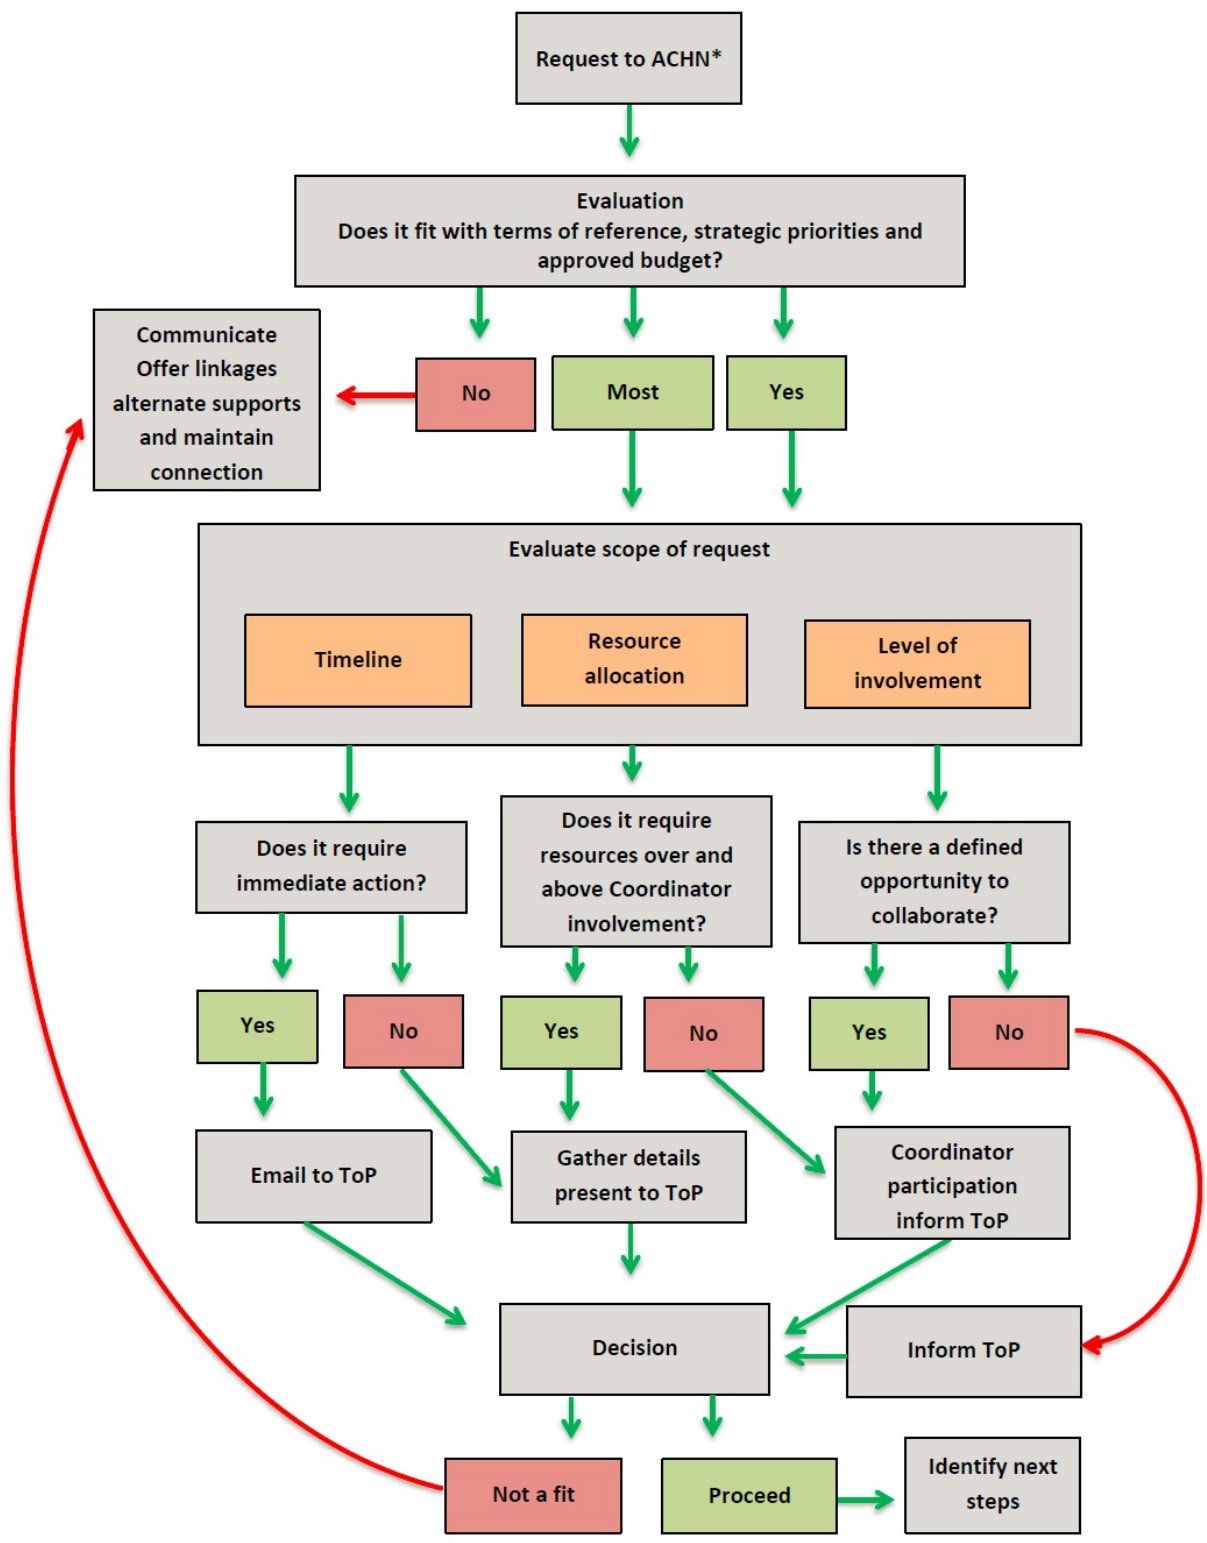 Request to ACHN*
Evaluation
Does it fit with terms of reference, strategic priorities and
approved budget?
Communicate
Offer linkages
alternate supports
and maintain
connection
No
Most
Yes
Evaluate scope of request
Timeline
Resource
allocation
Level of
involvement
Does it require
immediate action?
Does it require
resources over and
above Coordinator
involvement?
Is there a defined
opportunity to
collaborate?
Yes
No
Yes
No
Yes
No
Email to ToP
Gather details
present to ToP
Coordinator
participation
inform ToP
Decision
Inform ToP
Not a fit
Proceed
Identify next
steps